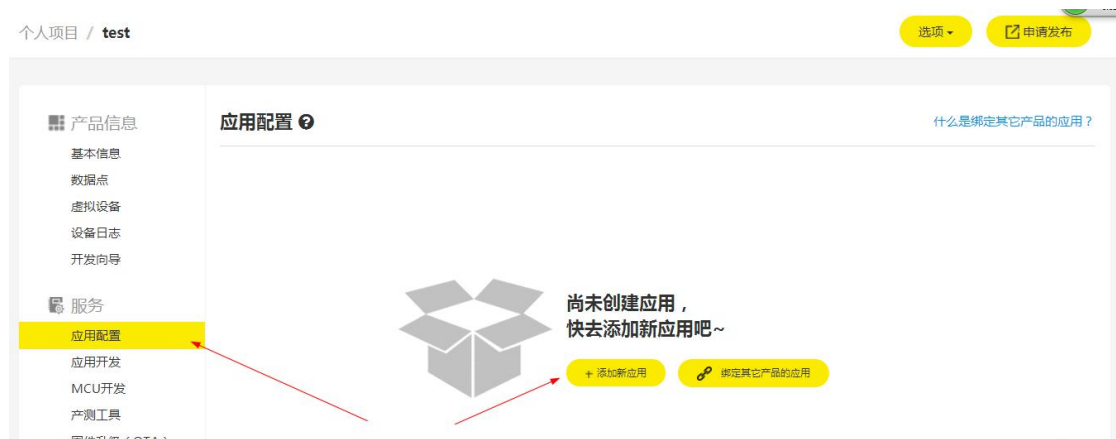 个人项目 / test
选项
申请发布
产品信息
基本信息
数据点
虚拟设备
设备日志
开发向导
服务
应用配置
应用开发
MCU开发
产测工具
固件升级（OTA）
应用配置
什么是绑定其它产品的应用？
尚未创建应用，
快去添加新应用吧~
+ 添加新应用
绑定其它产品的应用